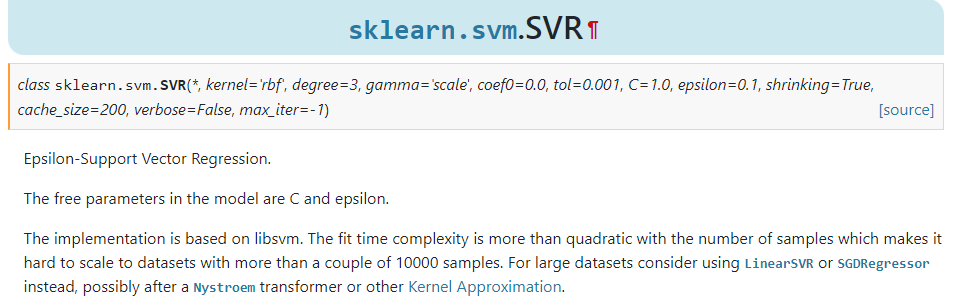 sklearn.svm.SVR¶
class sklearn.svm.SVR(*, kernel='rbf', degree=3, gamma='scale', coef0=0.0, tol=0.001, C=1.0, epsilon=0.1, shrinking=True,
cache_size=200, verbose=False, max_iter=-1) [source]
Epsilon-Support Vector Regression.
The free parameters in the model are C and epsilon.
The implementation is based on libsvm. The fit time complexity is more than quadratic with the number of samples which makes it
hard to scale to datasets with more than a couple of 10000 samples. For large datasets consider using LinearSVR or SGDRegressor
instead, possibly after a Nystroem transformer or other Kernel Approximation.